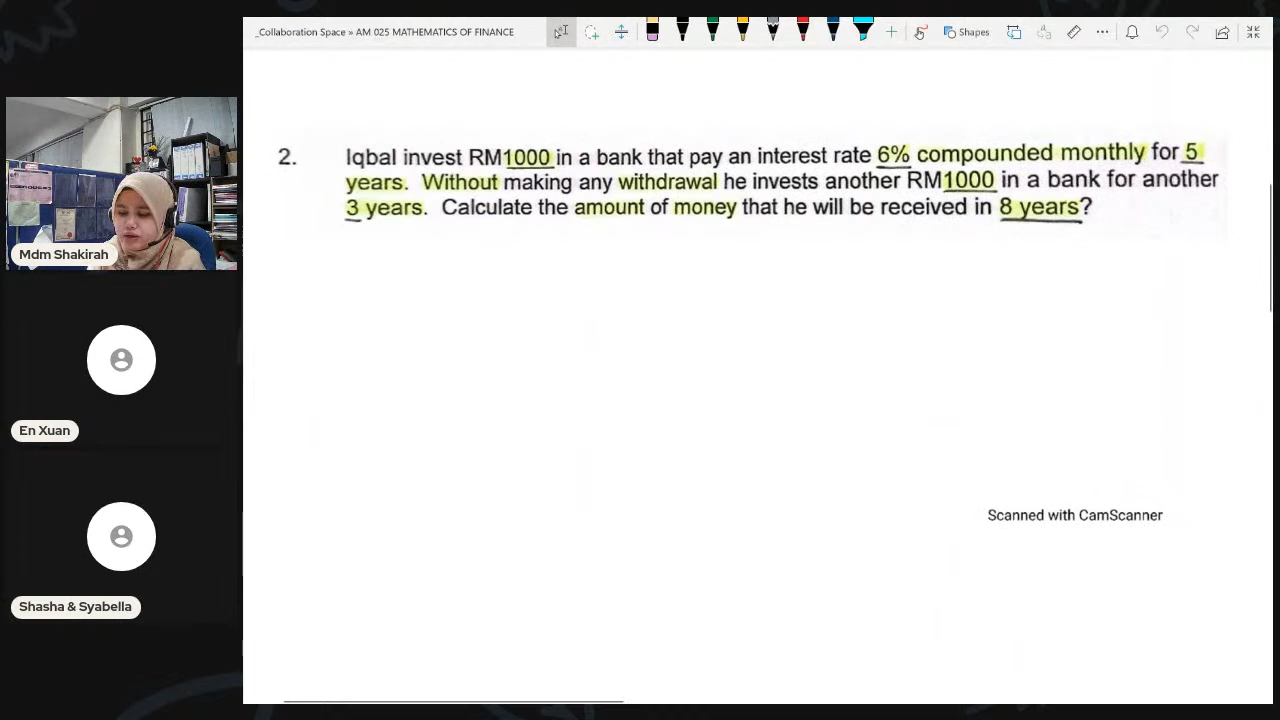 _Collaboration Space » AM 025 MATHEMATICS OF FINANCE
Shapes
2. Iqbal invest RM1000 in a bank that pay an interest rate 6% compounded monthly for 5
years. Without making any withdrawal he invests another RM1000 in a bank for another
3 years. Calculate the amount of money that he will be received in 8 years?
Mdm Shakirah
En Xuan
Scanned with CamScanner
Shasha & Syabella